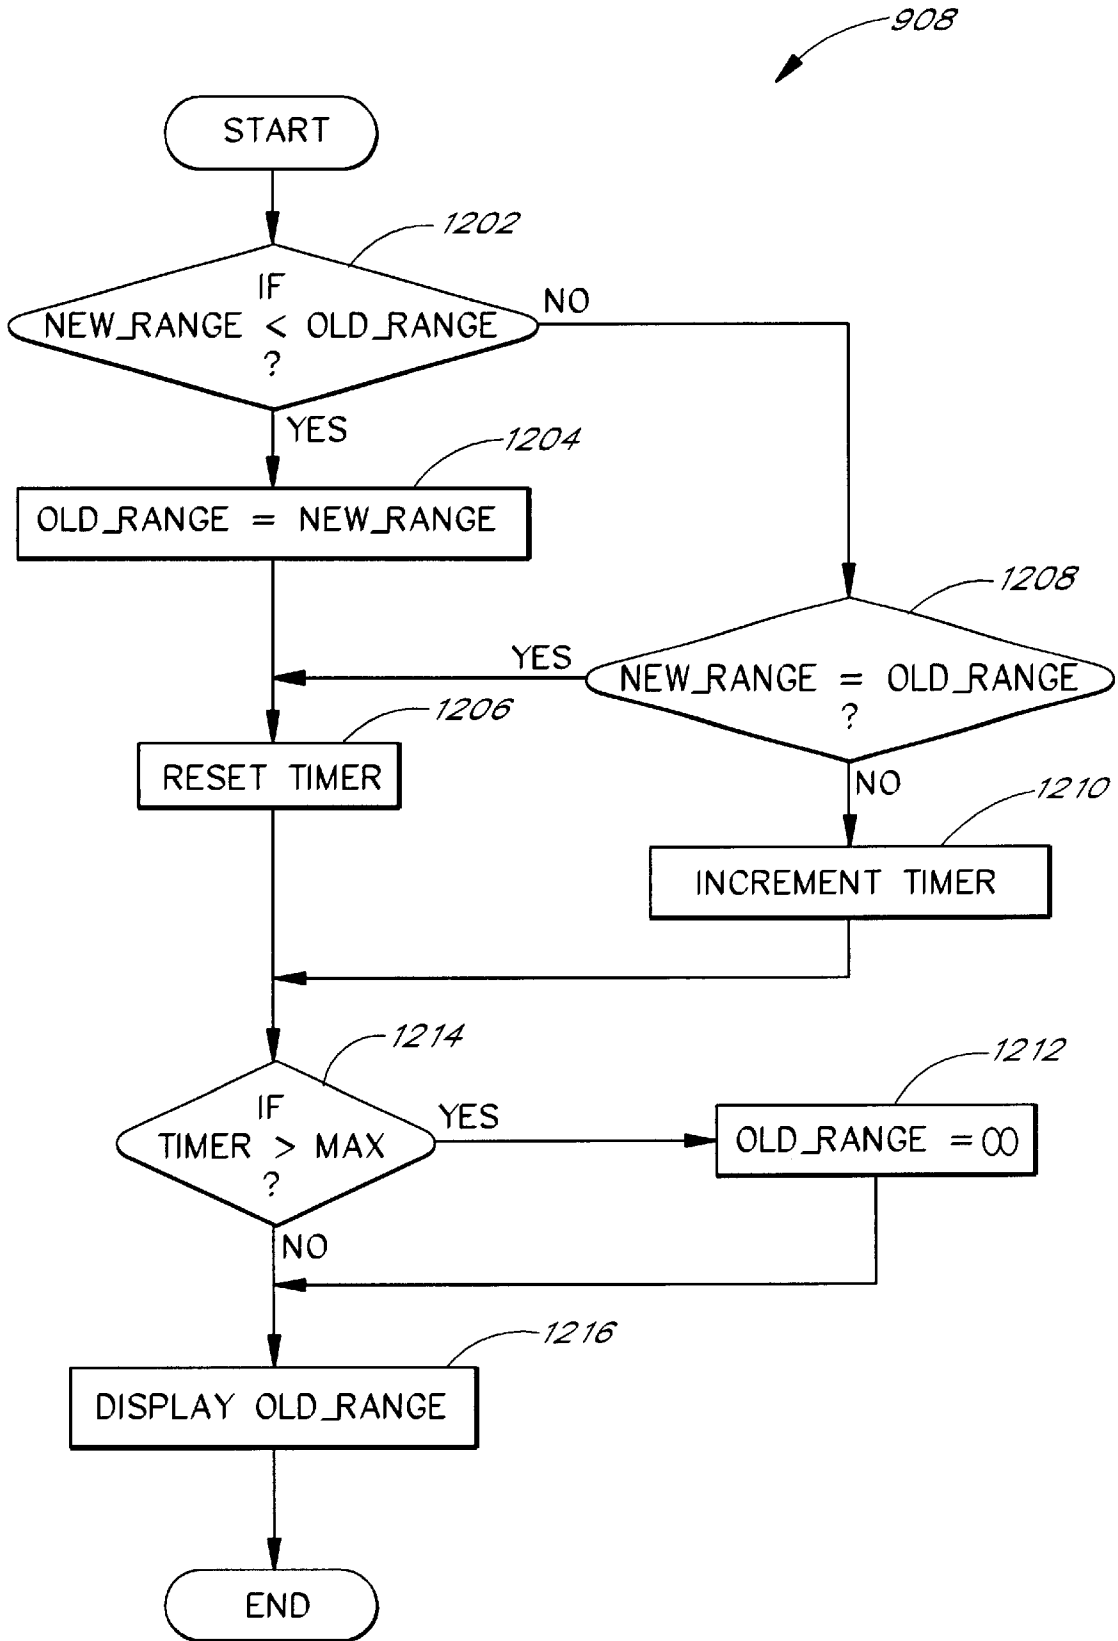 908
START
1202
IF
NEW_RANGE < OLD_RANGE
?
NO
YES
1204
OLD_RANGE = NEW_RANGE
1208
YES
NEW_RANGE = OLD_RANGE
?
1206
RESET TIMER
NO
1210
INCREMENT TIMER
1214
IF
TIMER > MAX
?
YES
1212
OLD_RANGE = ∞
NO
1216
DISPLAY OLD_RANGE
END